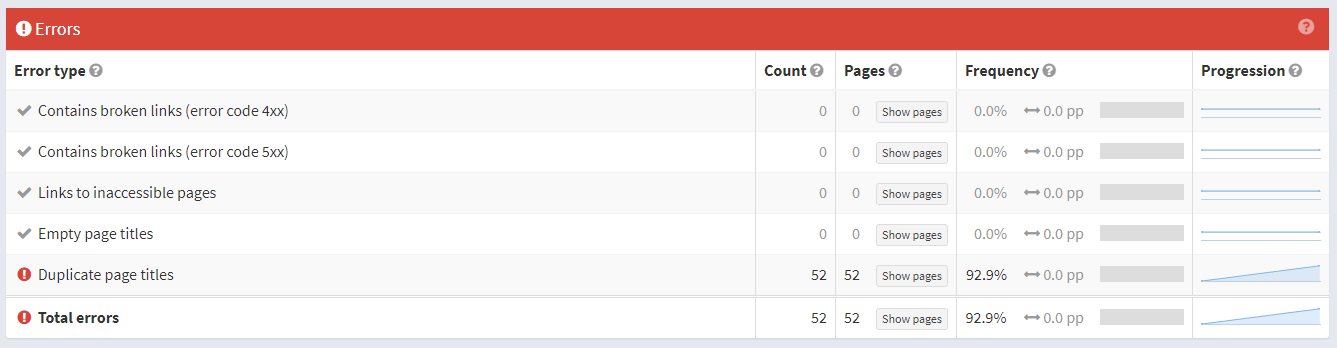 Errors
Error type Count Pages Frequency Progression
Contains broken links (error code 4xx) 0 0 Show pages 0.0% 0.0 pp
Contains broken links (error code 5xx) 0 0 Show pages 0.0% 0.0 pp
Links to inaccessible pages 0 0 Show pages 0.0% 0.0 pp
Empty page titles 0 0 Show pages 0.0% 0.0 pp
Duplicate page titles 52 52 Show pages 92.9% 0.0 pp
Total errors 52 52 Show pages 92.9% 0.0 pp